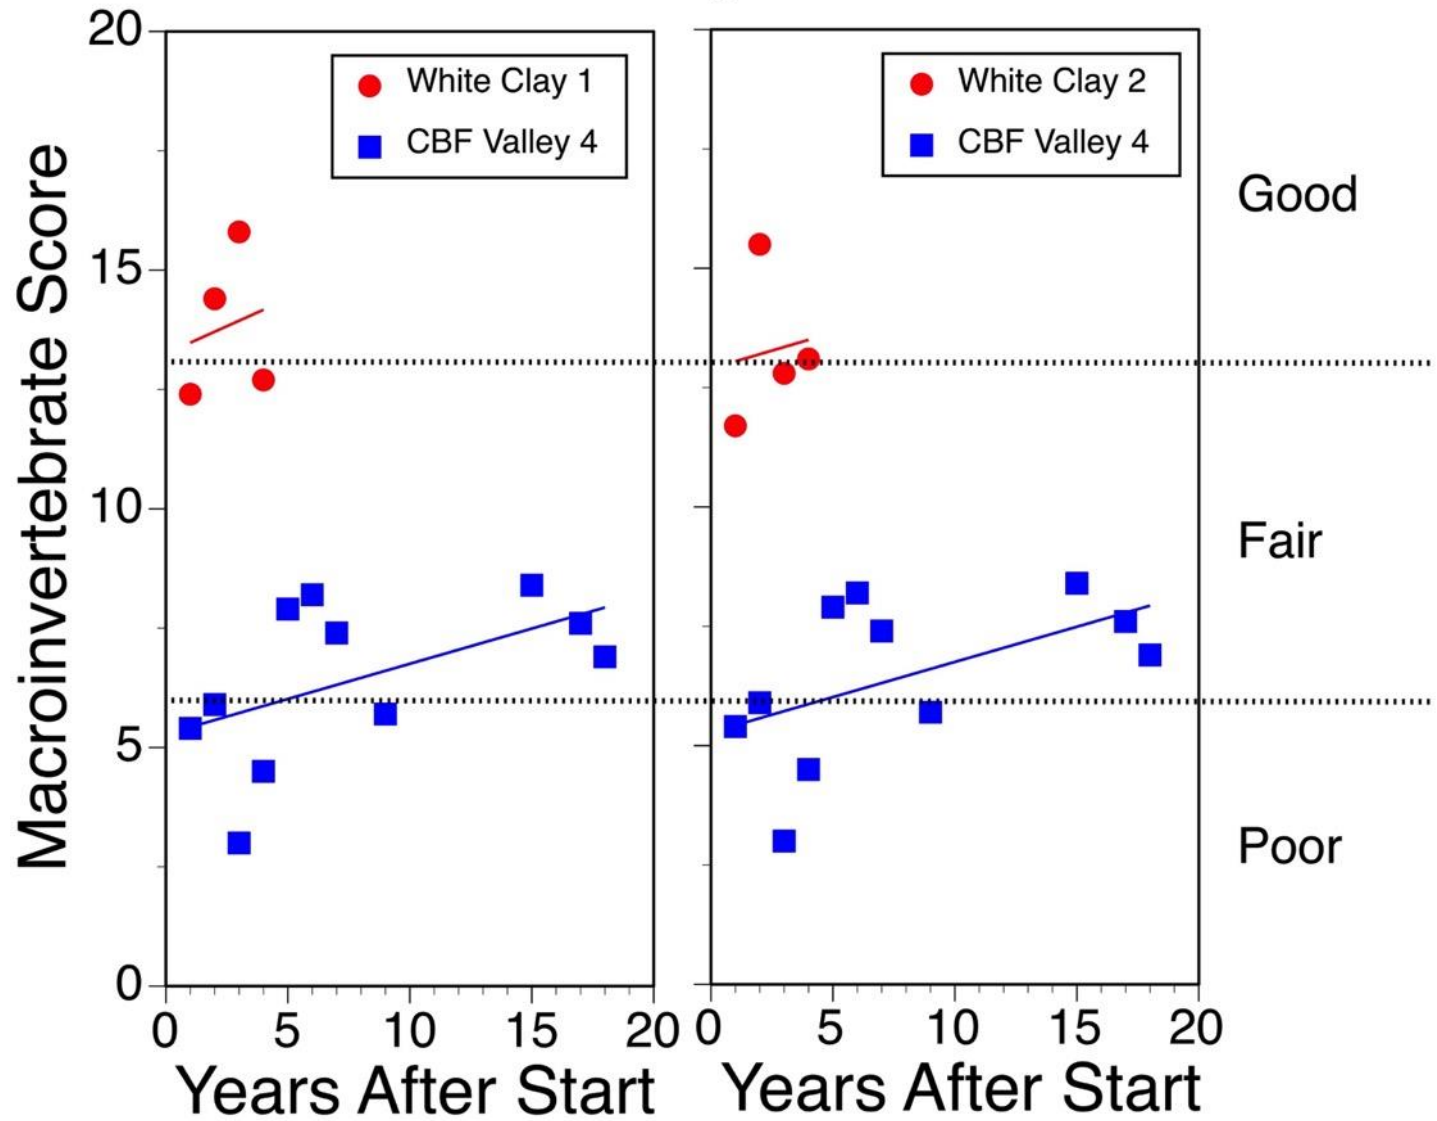 Macroinvertebrate Score
20
15
10
5
0
White Clay 1
CBF Valley 4
0 5 10 15 20
Years After Start
White Clay 2
CBF Valley 4
0 5 10 15 20
Years After Start
Good
Fair
Poor